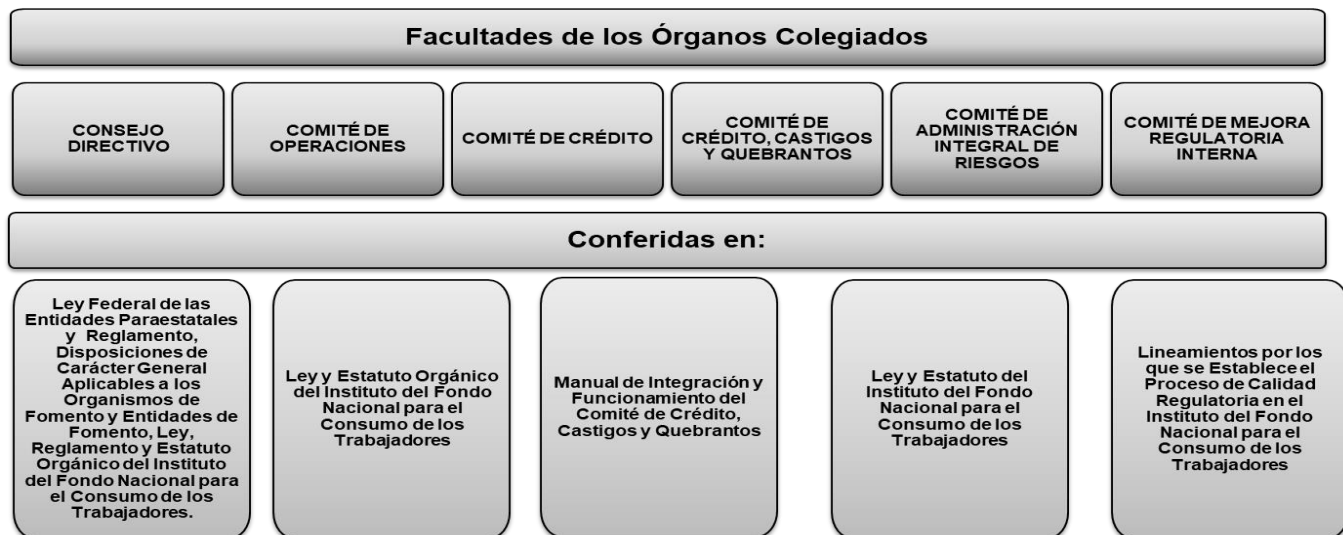 Facultades de los Órganos Colegiados
CONSEJO
DIRECTIVO
COMITÉ DE
OPERACIONES
COMITÉ DE CRÉDITO
COMITÉ DE
CRÉDITO, CASTIGOS
Y QUEBRANTOS
COMITÉ DE
ADMINISTRACIÓN
INTEGRAL DE
RIESGOS
COMITÉ DE MEJORA
REGULATORIA
INTERNA
Conferidas en:
Ley Federal de las
Entidades Paraestatales
y Reglamento,
Disposiciones de
Carácter General
Aplicables a los
Organismos de
Fomento y Entidades de
Fomento, Ley,
Reglamento y Estatuto
Orgánico del Instituto
del Fondo Nacional para
el Consumo de los
Trabajadores.
Ley y Estatuto Orgánico
del Instituto del Fondo
Nacional para el
Consumo de los
Trabajadores
Manual de Integración y
Funcionamiento del
Comité de Crédito,
Castigos y Quebrantos
Ley y Estatuto del
Instituto del Fondo
Nacional para el
Consumo de los
Trabajadores
Lineamientos por los
que se Establece el
Proceso de Calidad
Regulatoria en el
Instituto del Fondo
Nacional para el
Consumo de los
Trabajadores